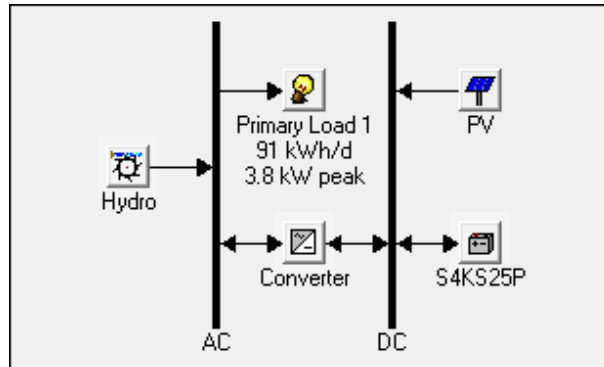 Primary Load 1
91 kWh/d
3.8 kW peak
PV
Hydro
Converter
S4KS25P
AC
DC